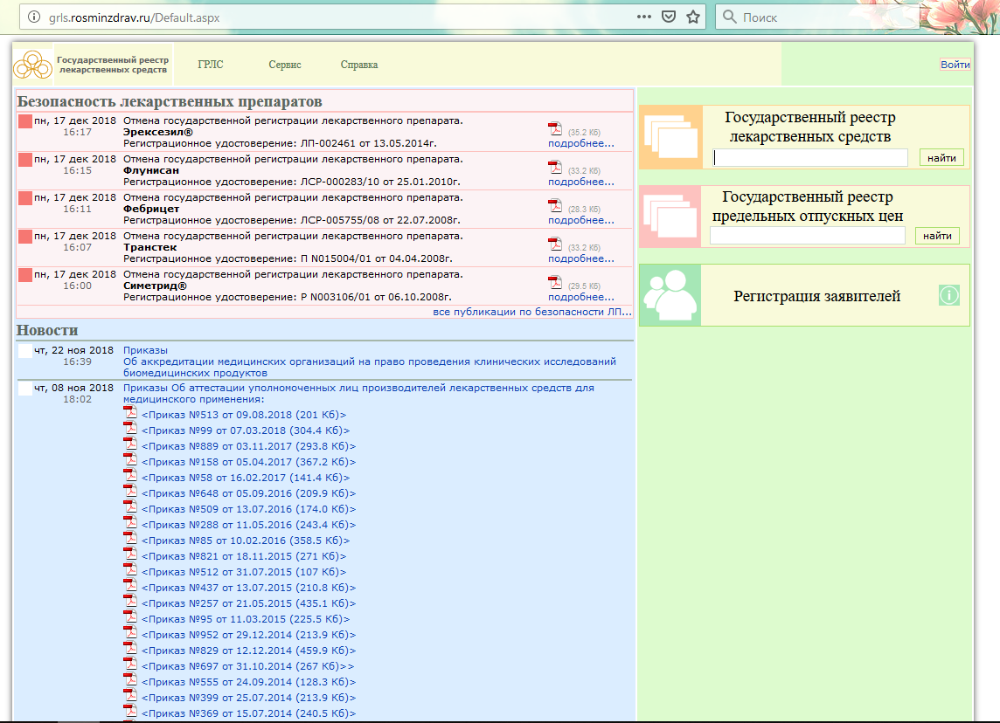 grls.rosminzdrav.ru/Default.aspx
Поиск
Государственный реестр
лекарственных средств
ГРЛС
Сервис
Справка
Войти
Безопасность лекарственных препаратов
пн, 17 дек 2018
16:17
Отмена государственной регистрации лекарственного препарата.
Эрексезил®
Регистрационное удостоверение: ЛП-002461 от 13.05.2014г.
(35.2 Кб)
подробнее...
пн, 17 дек 2018
16:15
Отмена государственной регистрации лекарственного препарата.
Флунисан
Регистрационное удостоверение: ЛСР-000283/10 от 25.01.2010г.
(33.2 Кб)
подробнее...
пн, 17 дек 2018
16:11
Отмена государственной регистрации лекарственного препарата.
Фебрицет
Регистрационное удостоверение: ЛСР-005755/08 от 22.07.2008г.
(28.3 Кб)
подробнее...
пн, 17 дек 2018
16:07
Отмена государственной регистрации лекарственного препарата.
Транстек
Регистрационное удостоверение: П N015004/01 от 04.04.2008г.
(33.2 Кб)
подробнее...
пн, 17 дек 2018
16:00
Отмена государственной регистрации лекарственного препарата.
Симетрид®
Регистрационное удостоверение: Р N003106/01 от 06.10.2008г.
(29.5 Кб)
подробнее...
все публикации по безопасности ЛП...
Новости
чт, 22 ноя 2018
16:39
Приказы
Об аккредитации медицинских организаций на право проведения клинических исследований
биомедицинских продуктов
чт, 08 ноя 2018
18:02
Приказы Об аттестации уполномоченных лиц производителей лекарственных средств для
медицинского применения:
<Приказ №513 от 09.08.2018 (201 Кб)>
<Приказ №99 от 07.03.2018 (304.4 Кб)>
<Приказ №889 от 03.11.2017 (293.8 Кб)>
<Приказ №158 от 05.04.2017 (367.2 Кб)>
<Приказ №58 от 16.02.2017 (141.4 Кб)>
<Приказ №648 от 05.09.2016 (209.9 Кб)>
<Приказ №509 от 13.07.2016 (174.0 Кб)>
<Приказ №288 от 11.05.2016 (243.4 Кб)>
<Приказ №85 от 10.02.2016 (358.5 Кб)>
<Приказ №821 от 18.11.2015 (271 Кб)>
<Приказ №512 от 31.07.2015 (107 Кб)>
<Приказ №437 от 13.07.2015 (210.8 Кб)>
<Приказ №257 от 21.05.2015 (435.1 Кб)>
<Приказ №95 от 11.03.2015 (225.5 Кб)>
<Приказ №952 от 29.12.2014 (213.9 Кб)>
<Приказ №829 от 12.12.2014 (459.9 Кб)>
<Приказ №697 от 31.10.2014 (267 Кб)>>
<Приказ №555 от 24.09.2014 (128.3 Кб)>
<Приказ №399 от 25.07.2014 (213.9 Кб)>
<Приказ №369 от 15.07.2014 (240.5 Кб)>
Государственный реестр
лекарственных средств
найти
Государственный реестр
предельных отпускных цен
найти
Регистрация заявителей